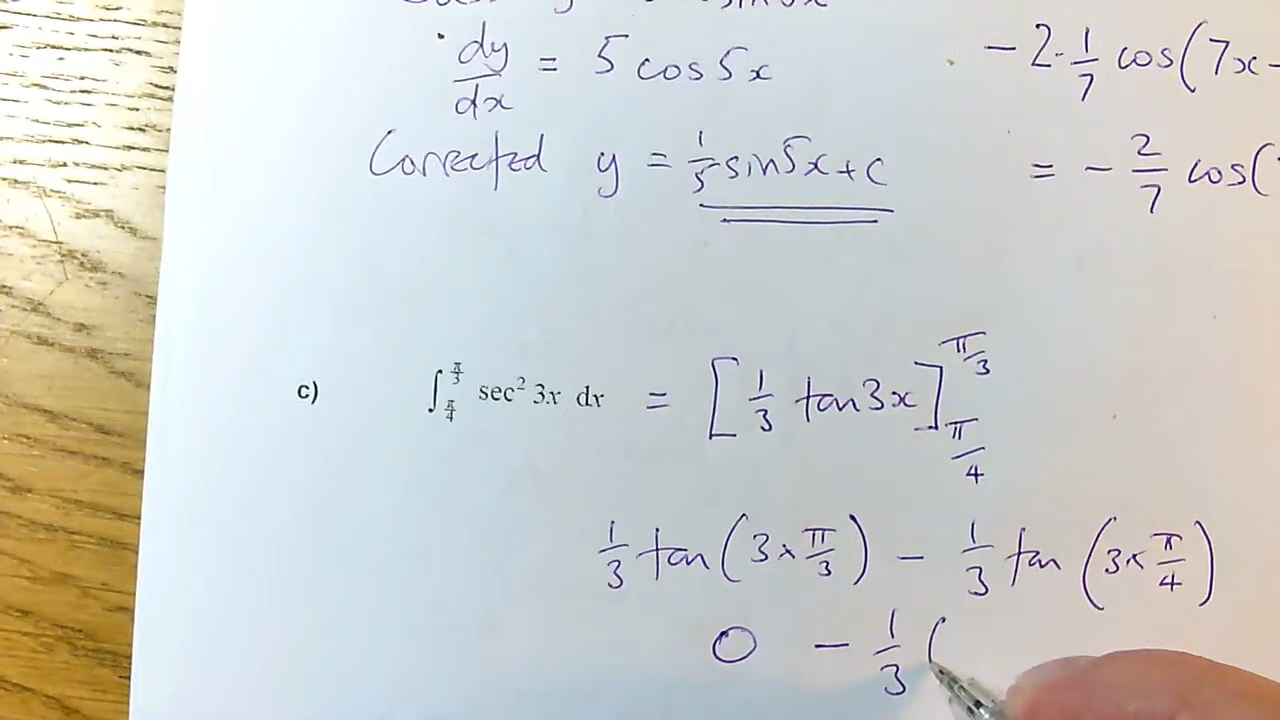 dy/dx = 5 cos5x
-2·1/7 cos(7x-
Corrected y = 1/5 sin5x+c
= -2/7 cos(
c) ∫_{π/4}^{π/3} sec² 3x dx = [1/3 tan3x]_{π/4}^{π/3}
1/3 tan(3×π/3) - 1/3 tan(3×π/4)
0 - 1/3 (